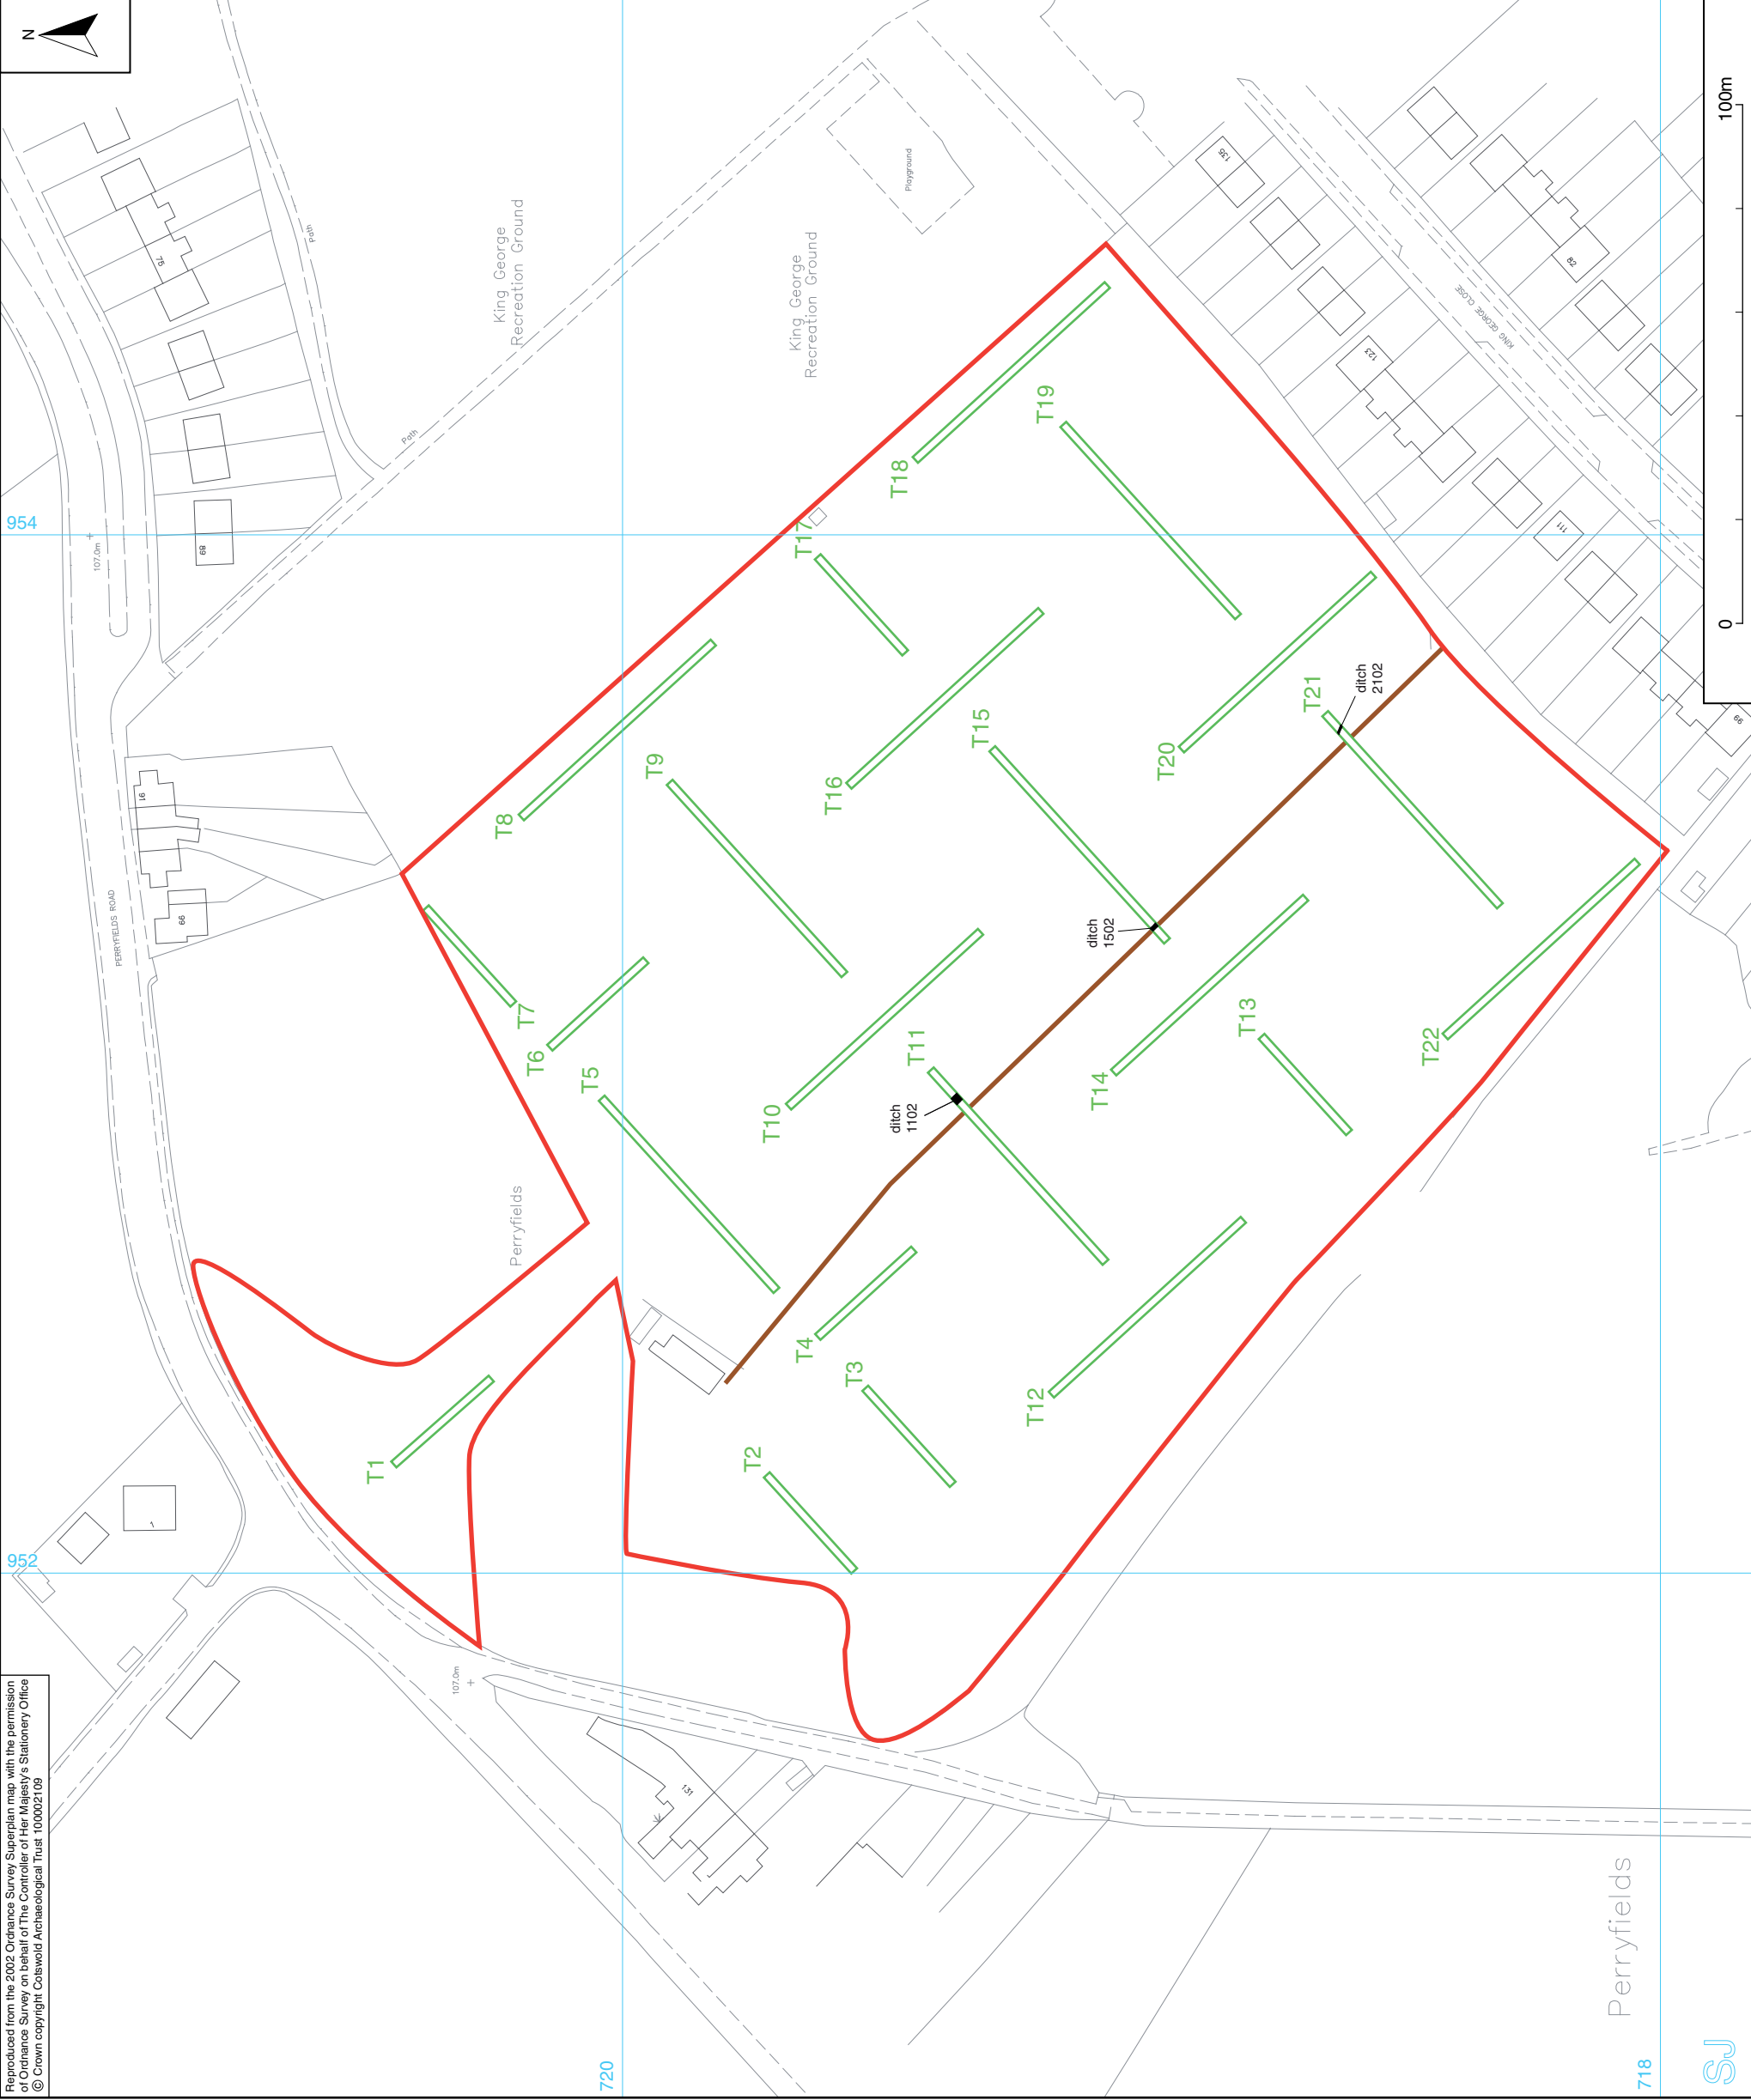 Reproduced from the 2002 Ordnance Survey Superplan map with the permission
of Ordnance Survey on behalf of The Controller of Her Majesty's Stationery Office
© Crown copyright Cotswold Archaeological Trust 100002109
N
952
954
720
718
SJ
107.0m
107.0m
PERRYFIELDS ROAD
Path
Path
King George
Recreation Ground
King George
Recreation Ground
Playground
Perryfields
Perryfields
KING GEORGE CLOSE
1
131
99
91
89
75
135
123
111
99
82
T1
T2
T3
T4
T5
T6
T7
T8
T9
T10
T11
T12
T13
T14
T15
T16
T17
T18
T19
T20
T21
T22
ditch
1102
ditch
1502
ditch
2102
0
100m